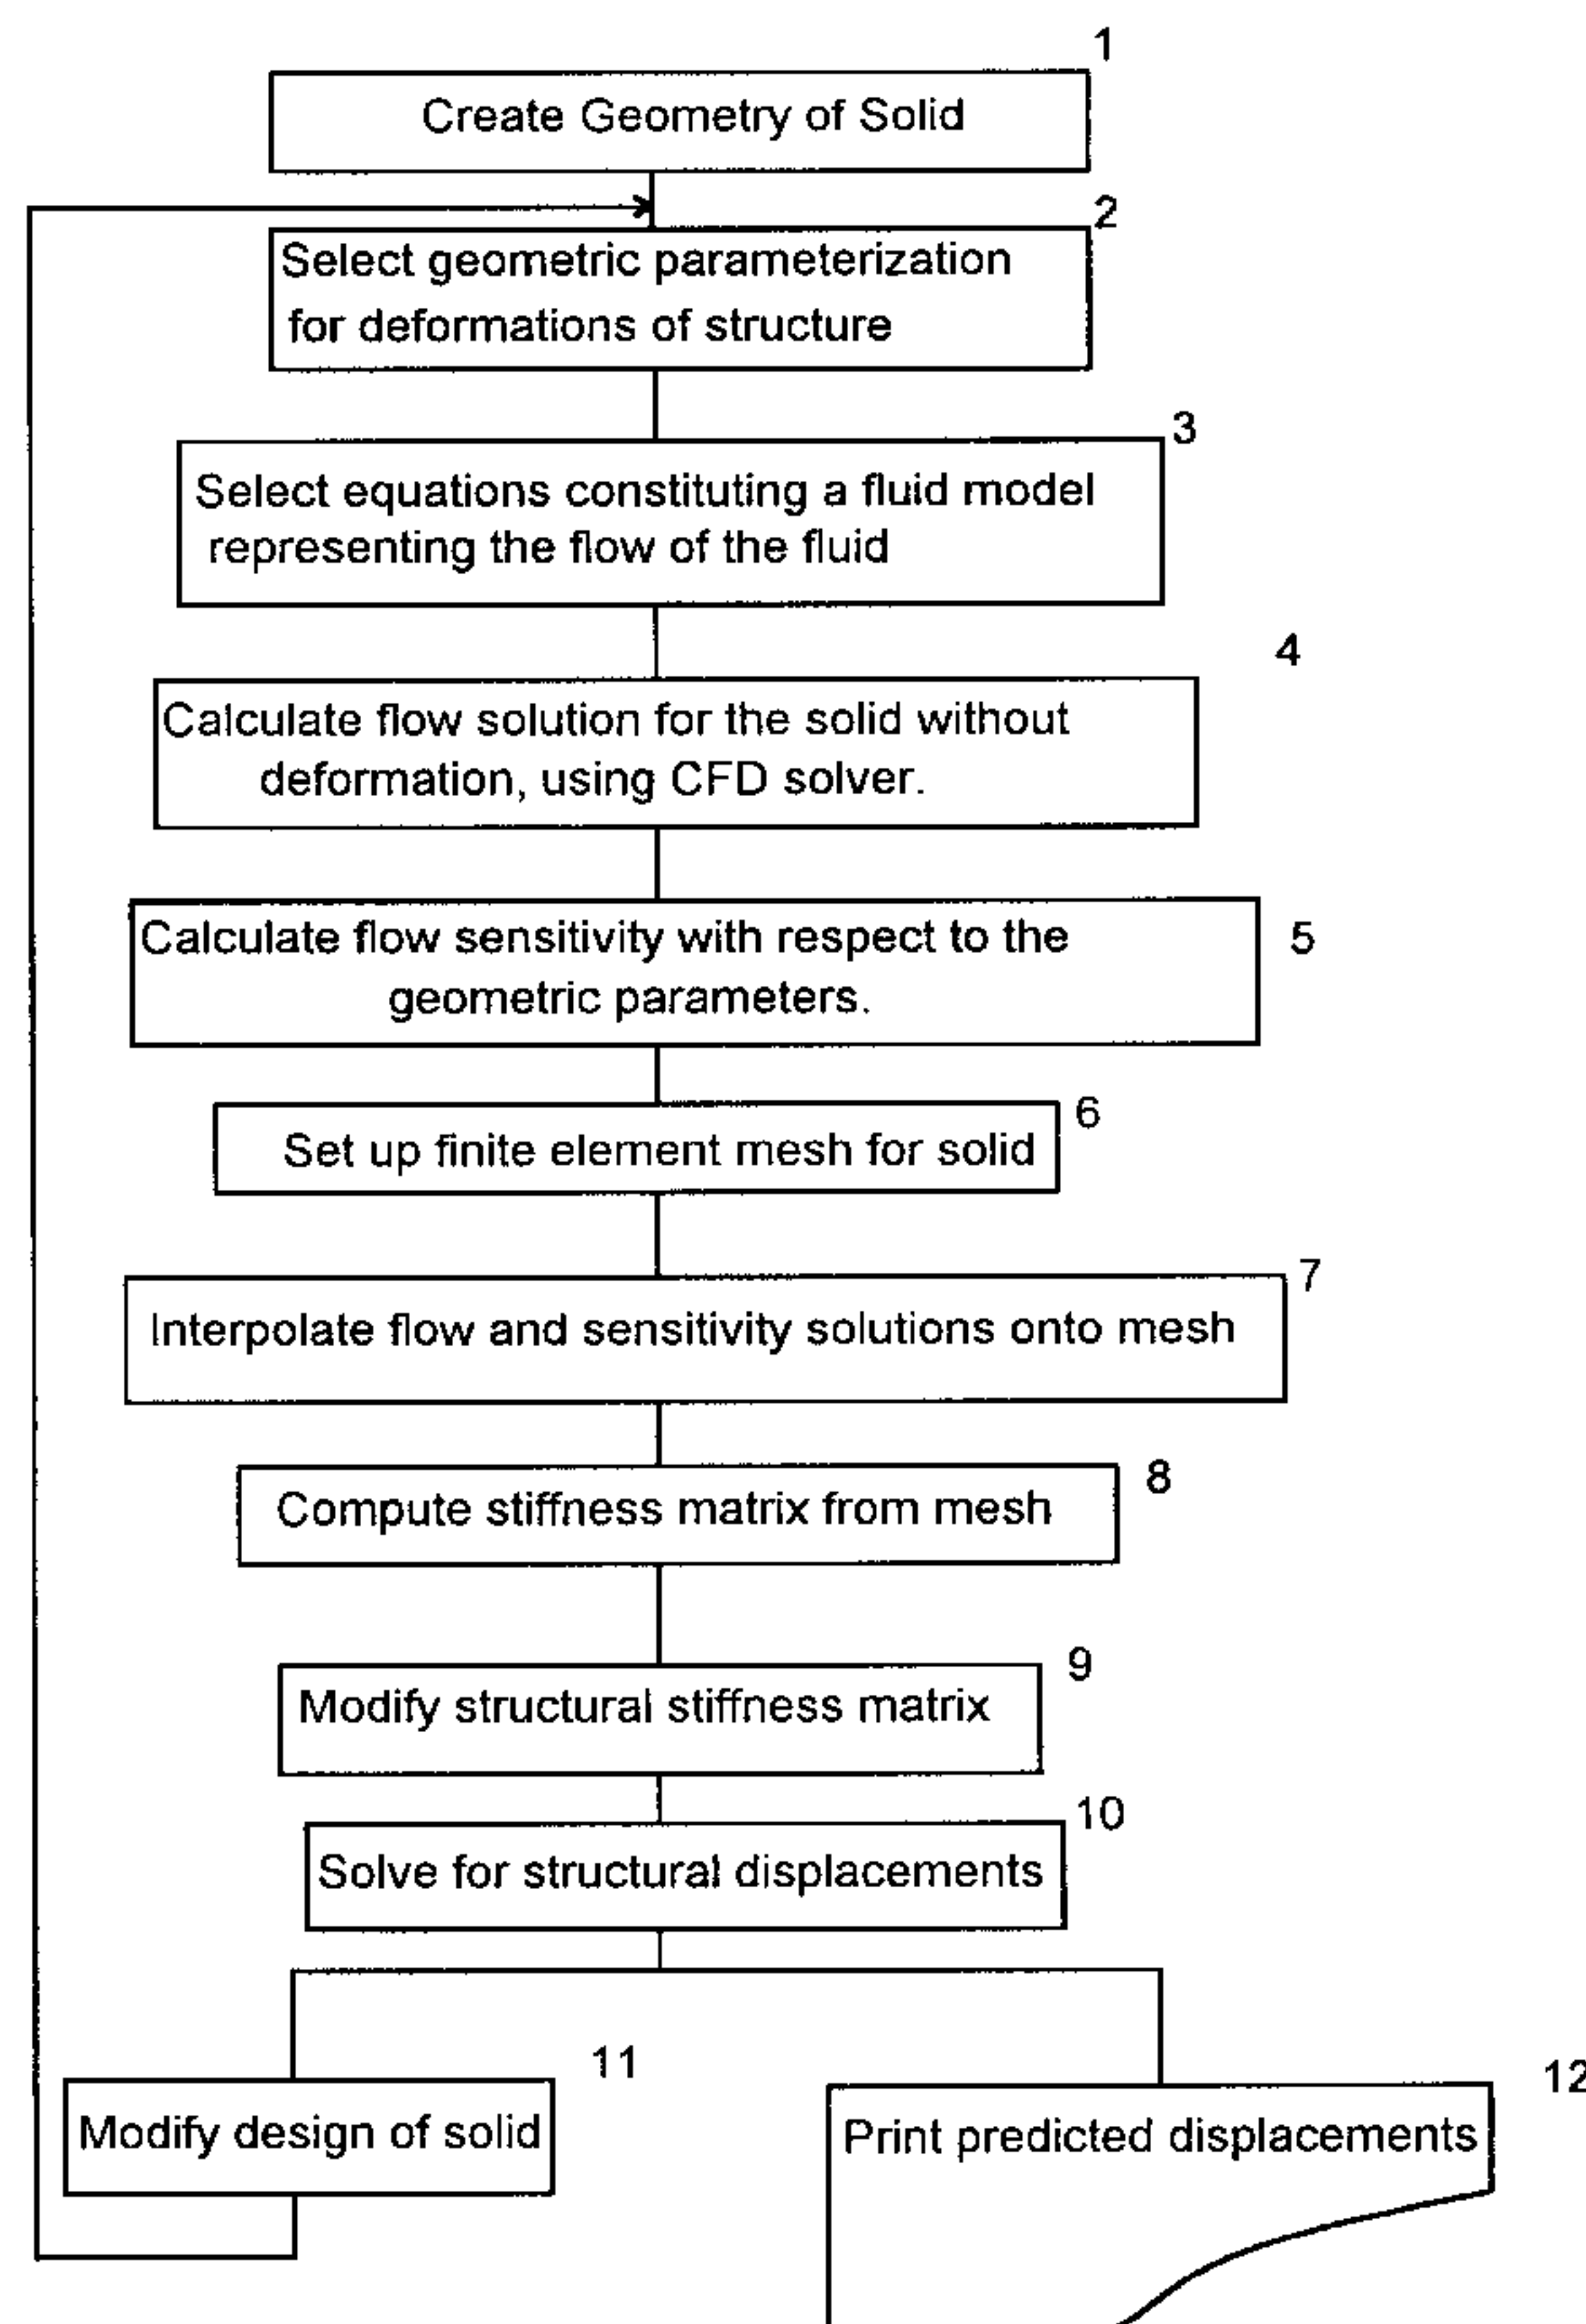 1
Create Geometry of Solid
2
Select geometric parameterization
for deformations of structure
3
Select equations constituting a fluid model
representing the flow of the fluid
4
Calculate flow solution for the solid without
deformation, using CFD solver.
5
Calculate flow sensitivity with respect to the
geometric parameters.
6
Set up finite element mesh for solid
7
Interpolate flow and sensitivity solutions onto mesh
8
Compute stiffness matrix from mesh
9
Modify structural stiffness matrix
10
Solve for structural displacements
11
Modify design of solid
12
Print predicted displacements